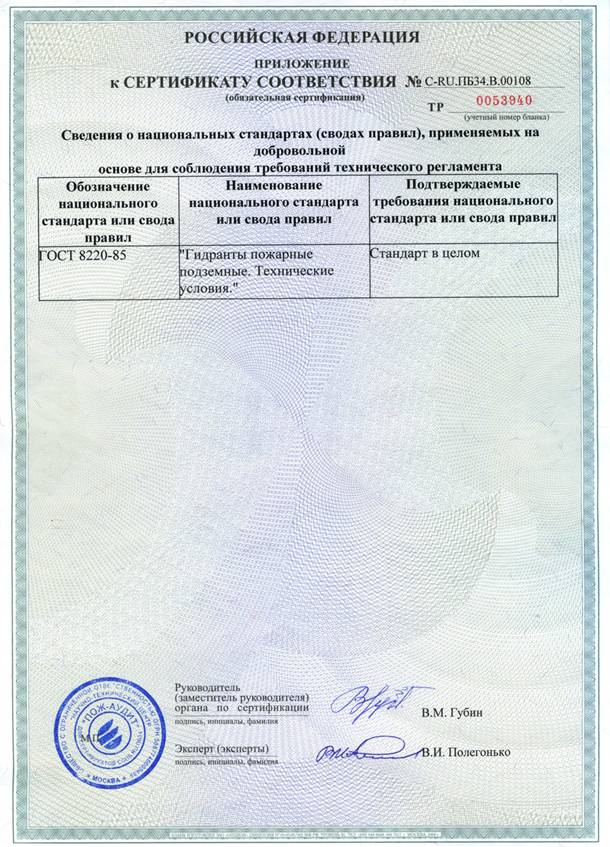 РОССИЙСКАЯ ФЕДЕРАЦИЯ
ПРИЛОЖЕНИЕ
к СЕРТИФИКАТУ СООТВЕТСТВИЯ № C-RU.ПБ34.В.00108
(обязательная сертификация)
ТР 0053940
(учетный номер бланка)
Сведения о национальных стандартах (сводах правил), применяемых на
добровольной
основе для соблюдения требований технического регламента
Обозначение
национального
стандарта или свода
правил
Наименование
национального стандарта
или свода правил
Подтверждаемые
требования национального
стандарта или свода правил
ГОСТ 8220-85
"Гидранты пожарные
подземные. Технические
условия."
Стандарт в целом
Руководитель
(заместитель руководителя)
органа по сертификации
подпись, инициалы, фамилия
В.М. Губин
Эксперт (эксперты)
подпись, инициалы, фамилия
В.И. Полегонько
М.П.
"ПОЖ-АУДИТ"
МОСКВА